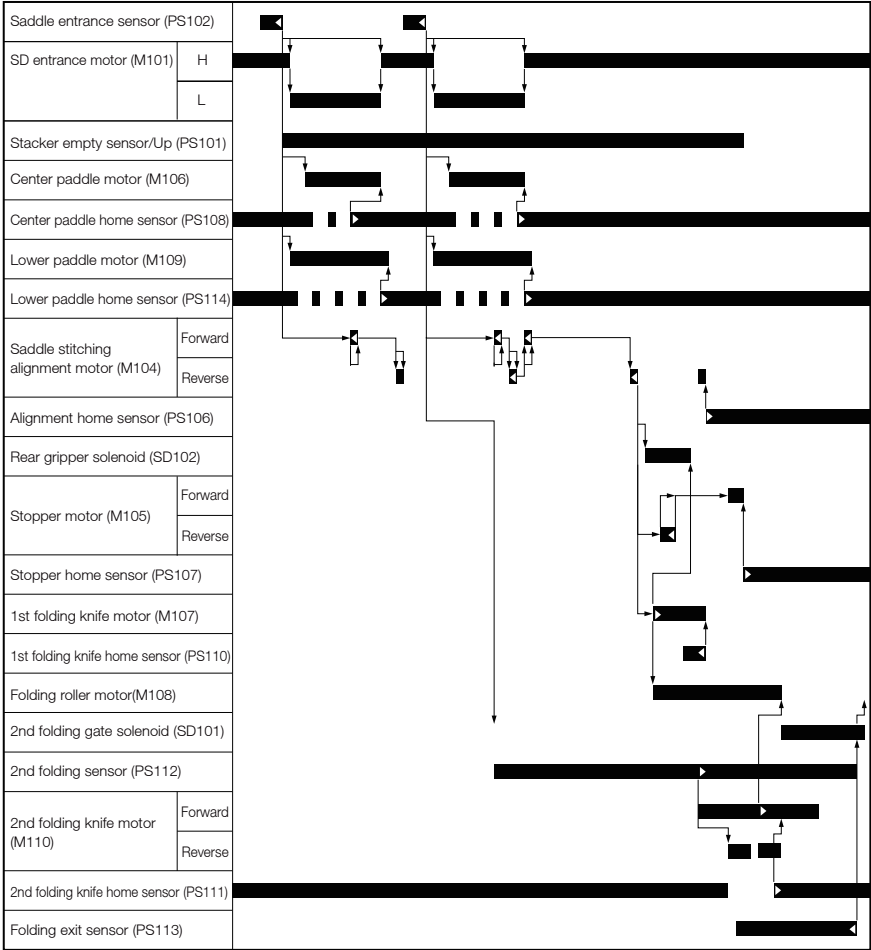 Saddle entrance sensor (PS102)
SD entrance motor (M101)
H
L
Stacker empty sensor/Up (PS101)
Center paddle motor (M106)
Center paddle home sensor (PS108)
Lower paddle motor (M109)
Lower paddle home sensor (PS114)
Saddle stitching
alignment motor (M104)
Forward
Reverse
Alignment home sensor (PS106)
Rear gripper solenoid (SD102)
Stopper motor (M105)
Forward
Reverse
Stopper home sensor (PS107)
1st folding knife motor (M107)
1st folding knife home sensor (PS110)
Folding roller motor(M108)
2nd folding gate solenoid (SD101)
2nd folding sensor (PS112)
2nd folding knife motor
(M110)
Forward
Reverse
2nd folding knife home sensor (PS111)
Folding exit sensor (PS113)